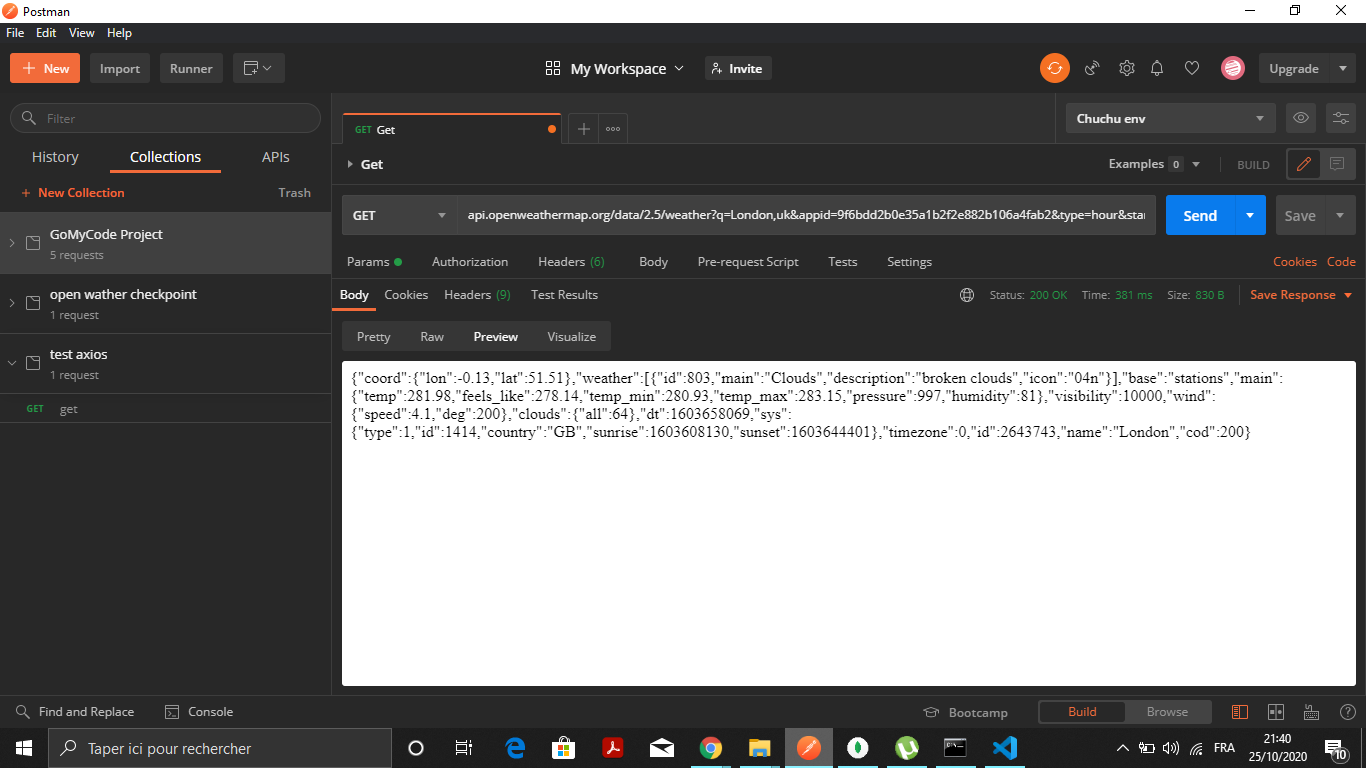 Postman
File Edit View Help
New Import Runner My Workspace Invite Upgrade
Filter
History Collections APIs
New Collection Trash
GoMyCode Project
5 requests
open wather checkpoint
1 request
test axios
1 request
GET get
GET Get
Chuchu env
Get Examples 0 BUILD
GET api.openweathermap.org/data/2.5/weather?q=London,uk&appid=9f6bdd2b0e35a1b2f2e882b106a4fab2&type=hour&star Send Save
Params Authorization Headers (6) Body Pre-request Script Tests Settings Cookies Code
Body Cookies Headers (9) Test Results Status: 200 OK Time: 381 ms Size: 830 B Save Response
Pretty Raw Preview Visualize
{"coord":{"lon":-0.13,"lat":51.51},"weather":[{"id":803,"main":"Clouds","description":"broken clouds","icon":"04n"}],"base":"stations","main":
{"temp":281.98,"feels_like":278.14,"temp_min":280.93,"temp_max":283.15,"pressure":997,"humidity":81},"visibility":10000,"wind":
{"speed":4.1,"deg":200},"clouds":{"all":64},"dt":1603658069,"sys":
{"type":1,"id":1414,"country":"GB","sunrise":1603608130,"sunset":1603644401},"timezone":0,"id":2643743,"name":"London","cod":200}
Find and Replace Console Bootcamp Build Browse
Taper ici pour rechercher
FRA
21:40
25/10/2020
10